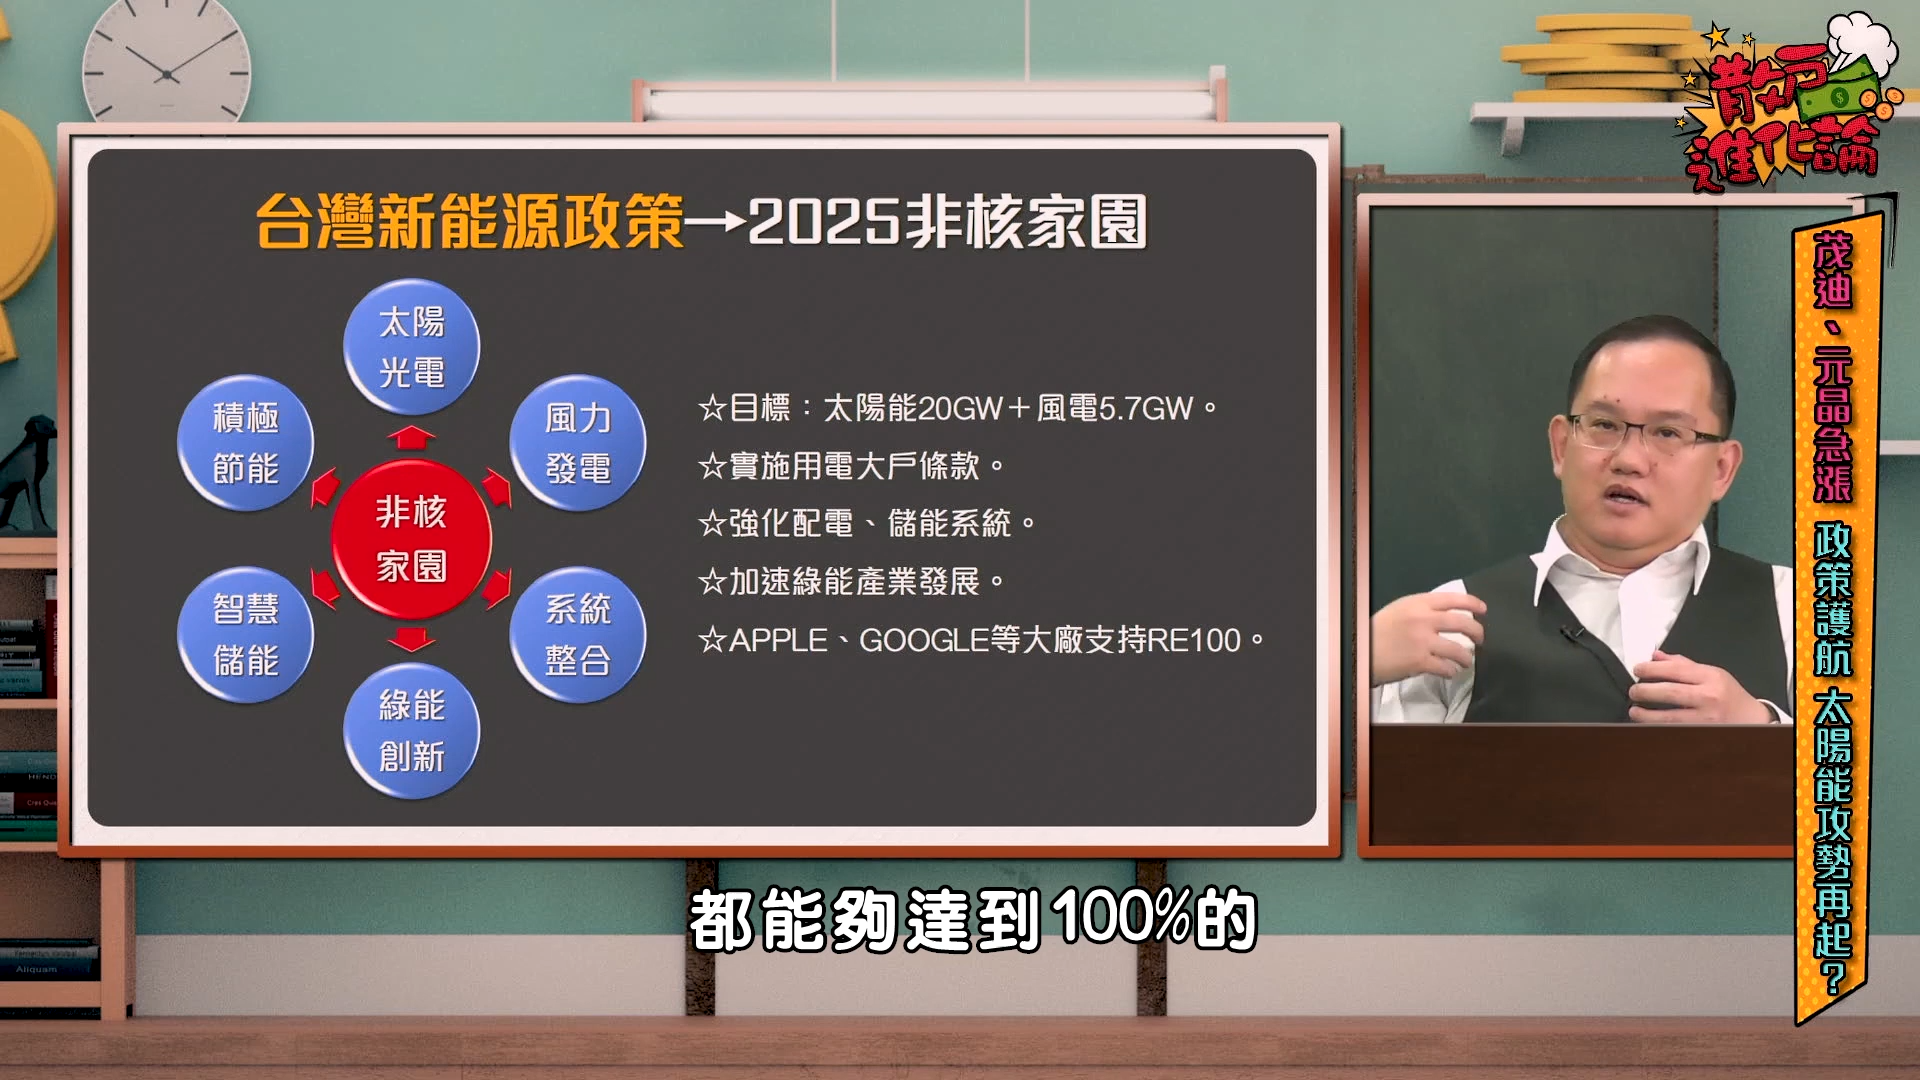 散戶
進化論
台灣新能源政策→2025非核家園
太陽
光電
積極
節能
風力
發電
非核
家園
智慧
儲能
系統
整合
綠能
創新
☆目標：太陽能20GW＋風電5.7GW。
☆實施用電大戶條款。
☆強化配電、儲能系統。
☆加速綠能產業發展。
☆APPLE、GOOGLE等大廠支持RE100。
茂迪、元晶急漲 政策護航 太陽能攻勢再起？
都能夠達到100%的
Aliquam